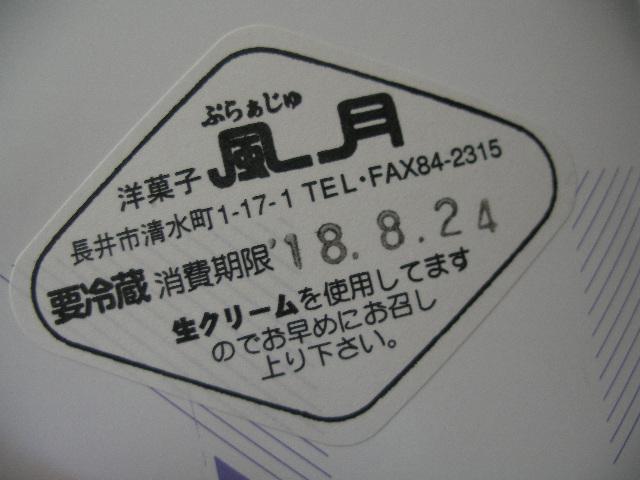 ぷらぁじゅ
洋菓子 風月
長井市清水町1-17-1 TEL・FAX84-2315
要冷蔵 消費期限 '18.8.24
生クリームを使用してます
のでお早めにお召し
上り下さい。